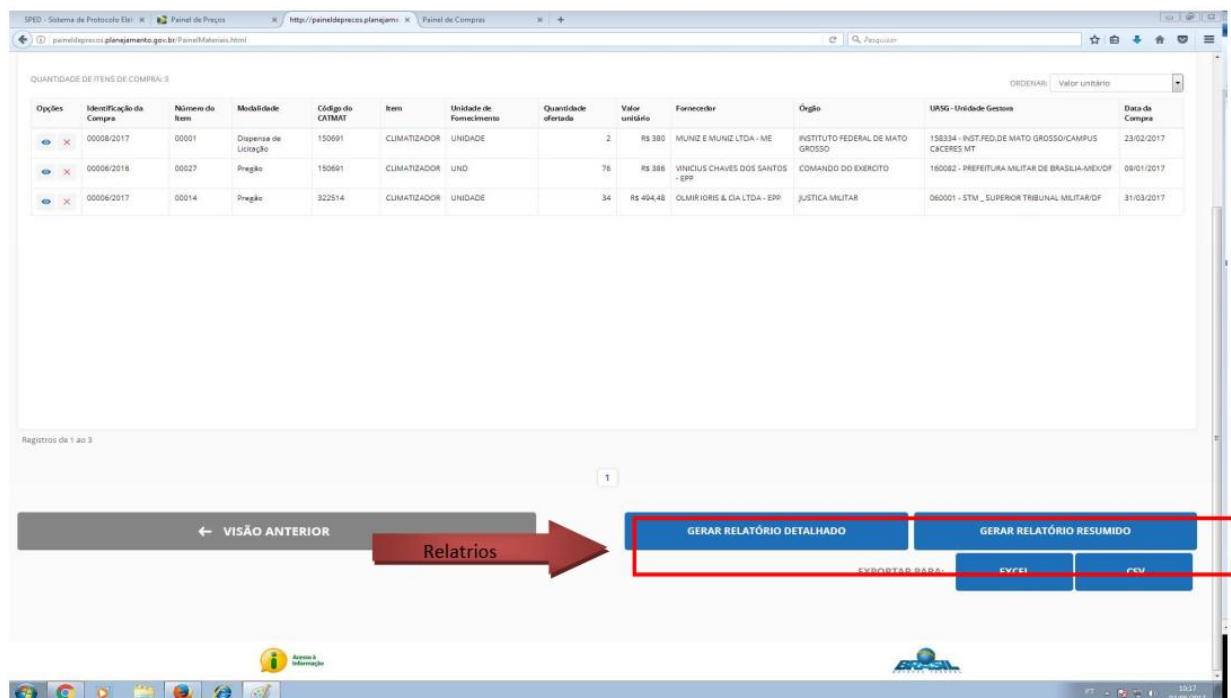 SPED - Sistema de Protocolo Elei
Painel de Preços
http://paineldeprecos.planejame
Painel de Compras
paineldeprecos.planejamento.gov.br/PainelMateriais.html
Pesquisar
QUANTIDADE DE ITENS DE COMPRA: 3
ORDENAR: Valor unitário
Opções Identificação da Compra Número do Item Modalidade Código do CATMAT Item Unidade de Fornecimento Quantidade ofertada Valor unitário Fornecedor Órgão UASG - Unidade Gestora Data da Compra
00008/2017 00001 Dispensa de Licitação 150691 CLIMATIZADOR UNIDADE 2 R$ 380 MUNIZ E MUNIZ LTDA - ME INSTITUTO FEDERAL DE MATO GROSSO 158334 - INST.FED.DE MATO GROSSO/CAMPUS CáCERES MT 23/02/2017
00006/2016 00027 Pregão 150691 CLIMATIZADOR UND 76 R$ 386 VINICIUS CHAVES DOS SANTOS - EPP COMANDO DO EXERCITO 160082 - PREFEITURA MILITAR DE BRASILIA-MEX/DF 09/01/2017
00006/2017 00014 Pregão 322514 CLIMATIZADOR UNIDADE 34 R$ 494,48 OLMIR IORIS & CIA LTDA - EPP JUSTICA MILITAR 060001 - STM _ SUPERIOR TRIBUNAL MILITAR/DF 31/03/2017
Registros de 1 ao 3
1
← VISÃO ANTERIOR
GERAR RELATÓRIO DETALHADO
GERAR RELATÓRIO RESUMIDO
Relatrios
EXPORTAR PARA: EXCEL CSV
Acesso à
Informação
BRASIL
PT
10:17